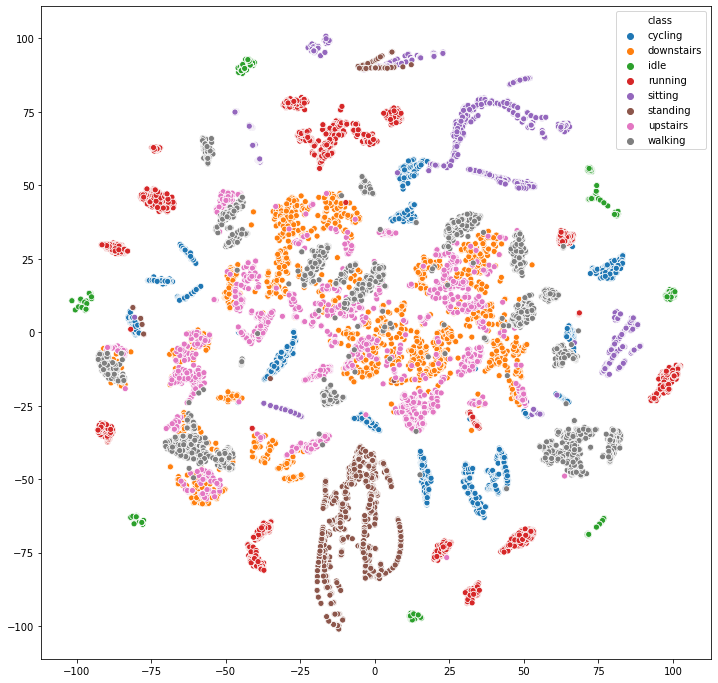 class
cycling
downstairs
idle
running
sitting
standing
upstairs
walking
100
75
50
25
0
−25
−50
−75
−100
−100 −75 −50 −25 0 25 50 75 100